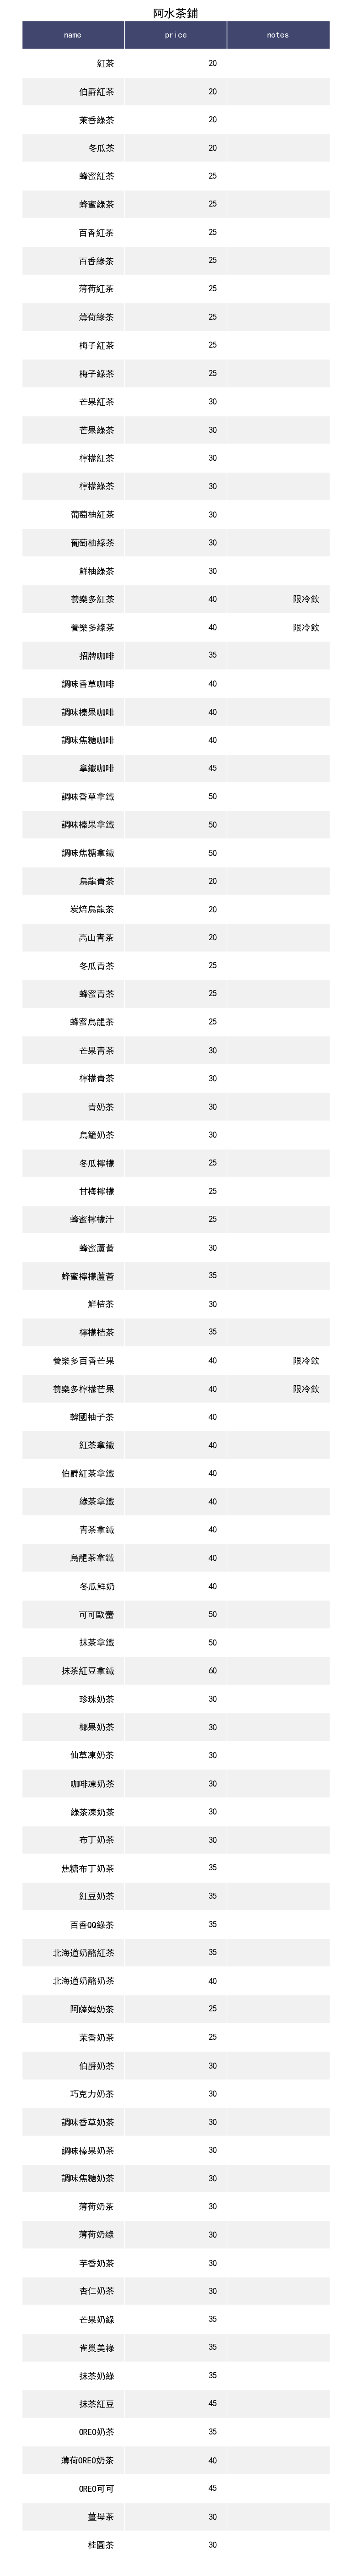 阿水茶鋪
name price notes
紅茶 20
伯爵紅茶 20
茉香綠茶 20
冬瓜茶 20
蜂蜜紅茶 25
蜂蜜綠茶 25
百香紅茶 25
百香綠茶 25
薄荷紅茶 25
薄荷綠茶 25
梅子紅茶 25
梅子綠茶 25
芒果紅茶 30
芒果綠茶 30
檸檬紅茶 30
檸檬綠茶 30
葡萄柚紅茶 30
葡萄柚綠茶 30
鮮柚綠茶 30
養樂多紅茶 40 限冷飲
養樂多綠茶 40 限冷飲
招牌咖啡 35
調味香草咖啡 40
調味榛果咖啡 40
調味焦糖咖啡 40
拿鐵咖啡 45
調味香草拿鐵 50
調味榛果拿鐵 50
調味焦糖拿鐵 50
烏龍青茶 20
炭焙烏龍茶 20
高山青茶 20
冬瓜青茶 25
蜂蜜青茶 25
蜂蜜烏龍茶 25
芒果青茶 30
檸檬青茶 30
青奶茶 30
烏龍奶茶 30
冬瓜檸檬 25
甘梅檸檬 25
蜂蜜檸檬汁 25
蜂蜜蘆薈 30
蜂蜜檸檬蘆薈 35
鮮桔茶 30
檸檬桔茶 35
養樂多百香芒果 40 限冷飲
養樂多檸檬芒果 40 限冷飲
韓國柚子茶 40
紅茶拿鐵 40
伯爵紅茶拿鐵 40
綠茶拿鐵 40
青茶拿鐵 40
烏龍茶拿鐵 40
冬瓜鮮奶 40
可可歐蕾 50
抹茶拿鐵 50
抹茶紅豆拿鐵 60
珍珠奶茶 30
椰果奶茶 30
仙草凍奶茶 30
咖啡凍奶茶 30
綠茶凍奶茶 30
布丁奶茶 30
焦糖布丁奶茶 35
紅豆奶茶 35
百香QQ綠茶 35
北海道奶酪紅茶 35
北海道奶酪奶茶 40
阿薩姆奶茶 25
茉香奶茶 25
伯爵奶茶 30
巧克力奶茶 30
調味香草奶茶 30
調味榛果奶茶 30
調味焦糖奶茶 30
薄荷奶茶 30
薄荷奶綠 30
芋香奶茶 30
杏仁奶茶 30
芒果奶綠 35
雀巢美祿 35
抹茶奶綠 35
抹茶紅豆 45
OREO奶茶 35
薄荷OREO奶茶 40
OREO可可 45
薑母茶 30
桂圓茶 30